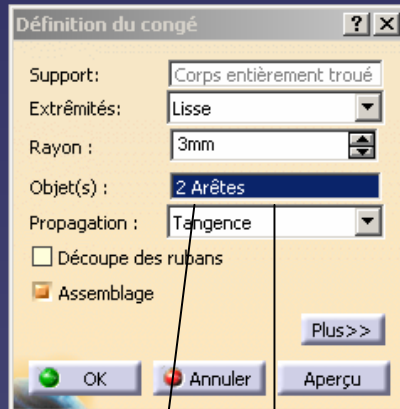 Définition du congé
Support: Corps entièrement troué
Extrêmités: Lisse
Rayon : 3mm
Objet(s) : 2 Arêtes
Propagation : Tangence
Découpe des rubans
Assemblage
Plus>>
OK Annuler Aperçu